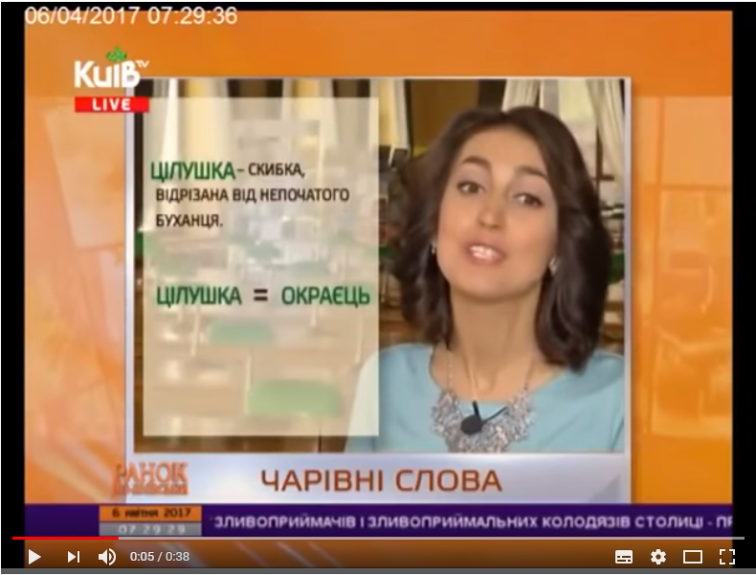 06/04/2017 07:29:36
КиїВ TV
LIVE
ЦІЛУШКА - СКИБКА,
ВІДРІЗАНА ВІД НЕПОЧАТОГО
БУХАНЦЯ.
ЦІЛУШКА = ОКРАЄЦЬ
РАНОК
ЧАРІВНІ СЛОВА
6 квітня 2017
07:29:29
ЗЛИВОПРИЙМАЧІВ І ЗЛИВОПРИЙМАЛЬНИХ КОЛОДЯЗІВ СТОЛИЦІ - ПР
0:05 / 0:38